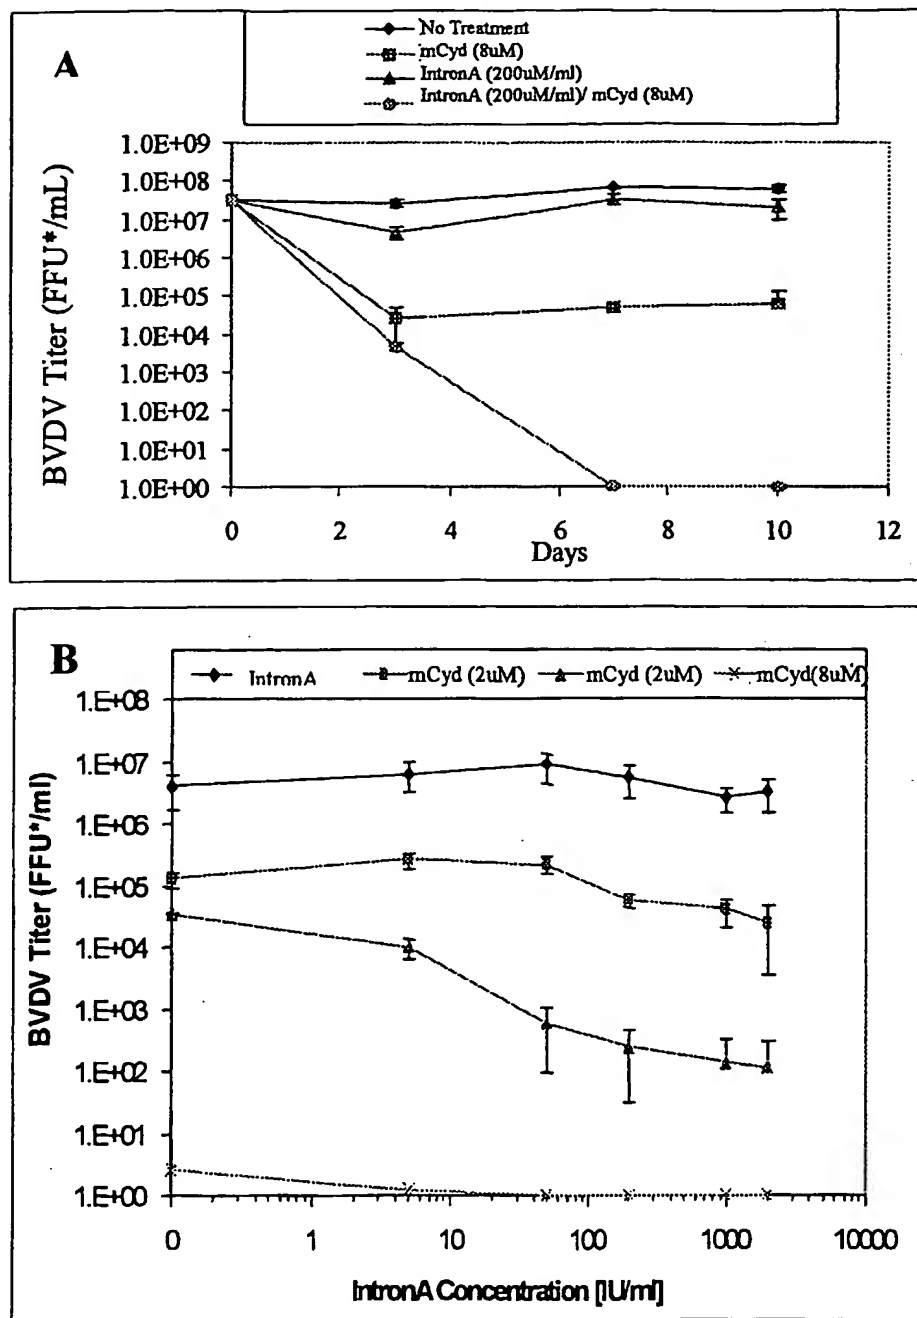 A
No Treatment
mCyd (8uM)
IntronA (200uM/ml)
IntronA (200uM/ml)/ mCyd (8uM)
BVDV Titer (FFU*/mL)
1.0E+09
1.0E+08
1.0E+07
1.0E+06
1.0E+05
1.0E+04
1.0E+03
1.0E+02
1.0E+01
1.0E+00
0 2 4 6 8 10 12
Days
B
IntronA mCyd (2uM) mCyd (2uM) mCyd(8uM)
BVDV Titer (FFU*/ml)
1.E+08
1.E+07
1.E+06
1.E+05
1.E+04
1.E+03
1.E+02
1.E+01
1.E+00
0 1 10 100 1000 10000
IntronA Concentration [IU/ml]